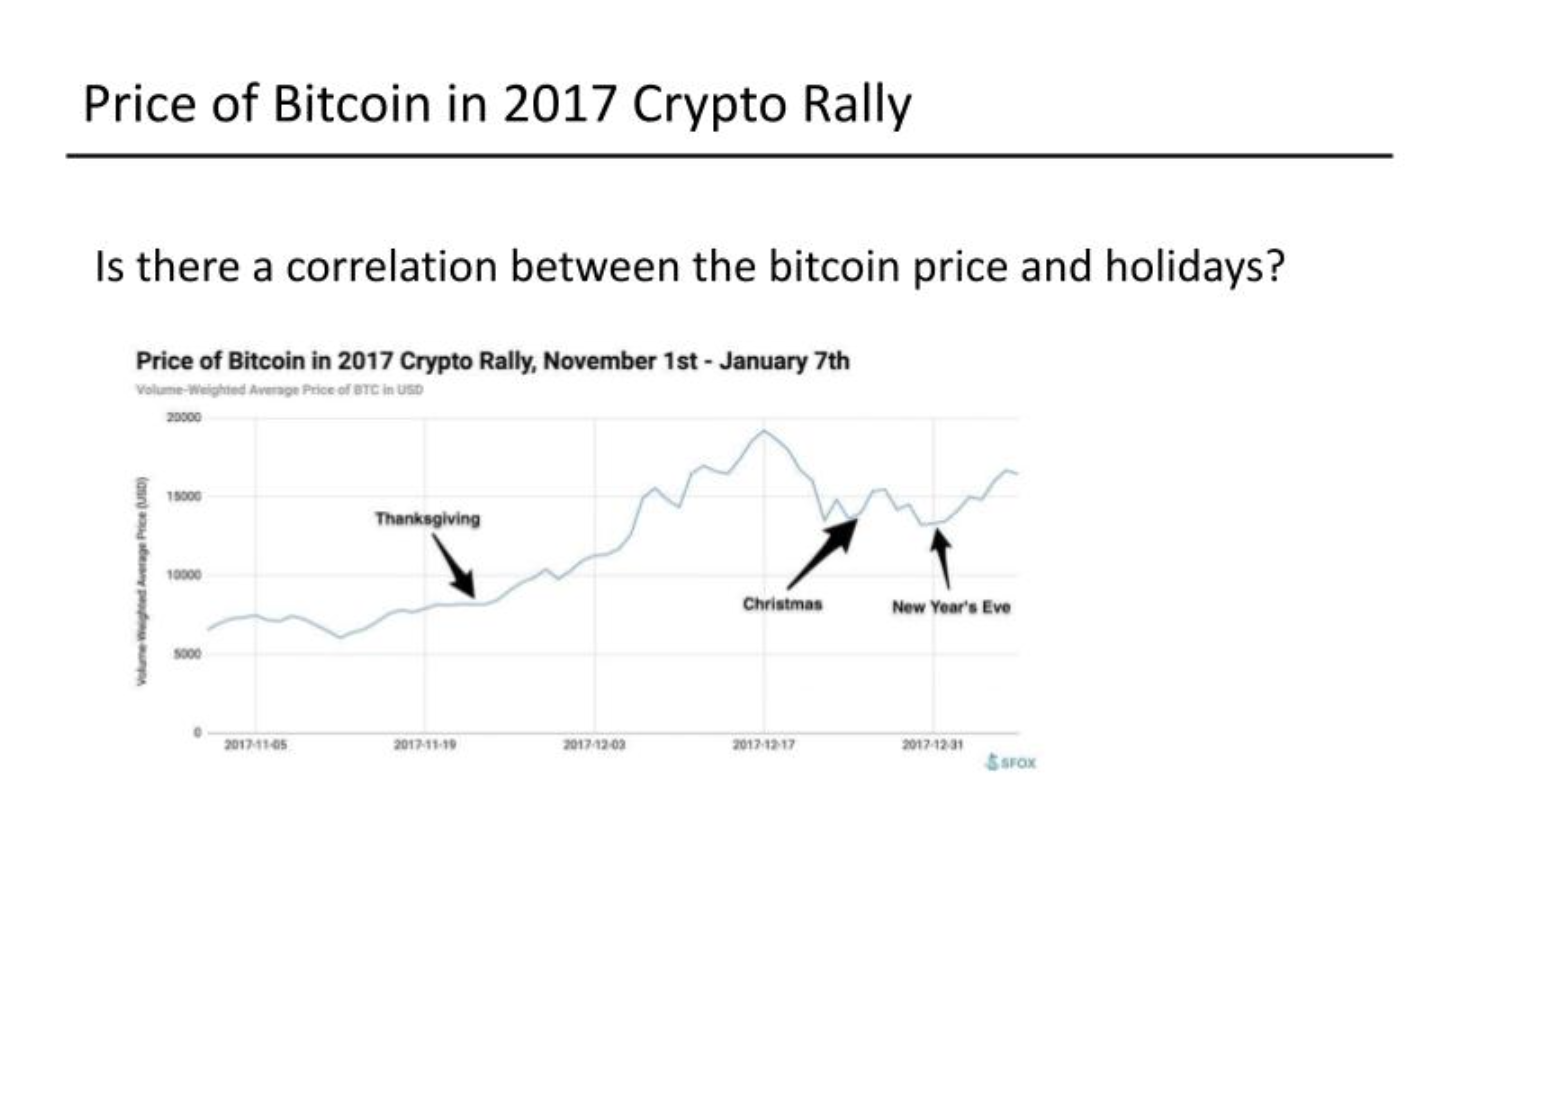 Price of Bitcoin in 2017 Crypto Rally
Is there a correlation between the bitcoin price and holidays?
Price of Bitcoin in 2017 Crypto Rally, November 1st - January 7th
Volume-Weighted Average Price of BTC in USD
Volume-Weighted Average Price (USD)
20000
15000
10000
5000
0
Thanksgiving
Christmas
New Year's Eve
2017-11-05
2017-11-19
2017-12-03
2017-12-17
2017-12-31
SFOX